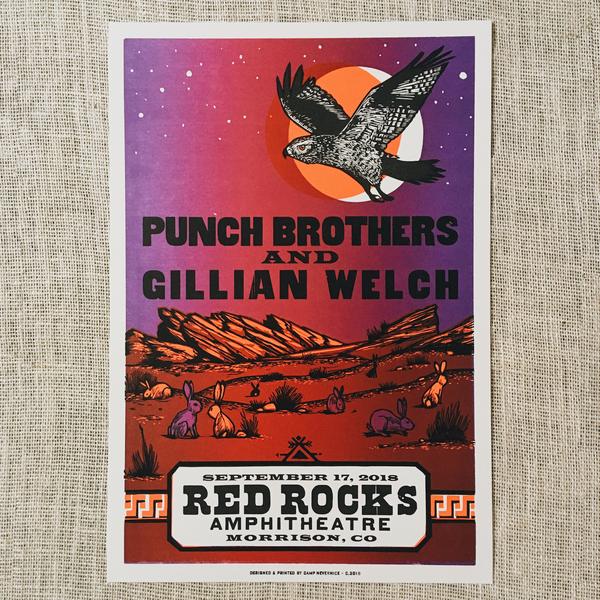 PUNCH BROTHERS
AND
GILLIAN WELCH
SEPTEMBER 17, 2018
RED ROCKS
AMPHITHEATRE
MORRISON, CO
DESIGNED & PRINTED BY CAMP NEVERNICE - C.2018